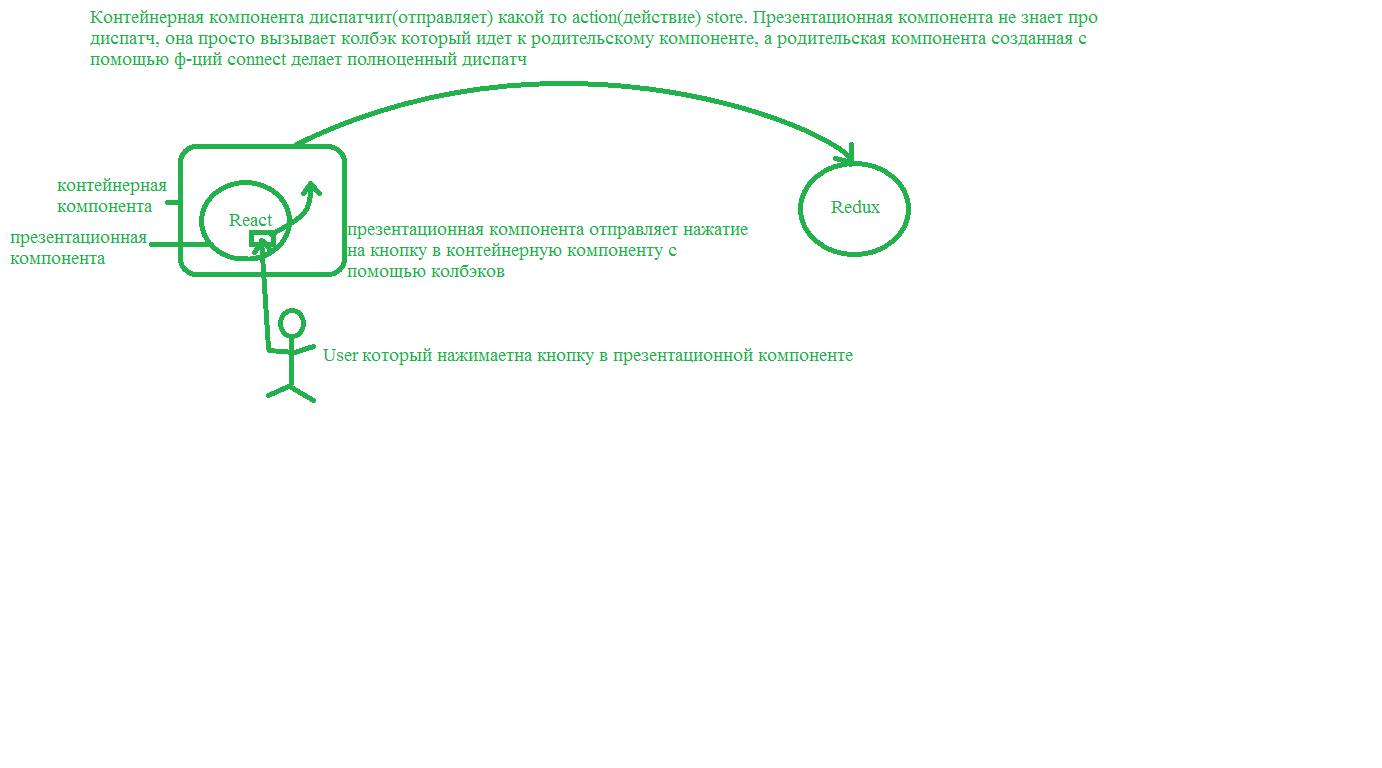 Контейнерная компонента диспатчит(отправляет) какой то action(действие) store. Презентационная компонента не знает про
диспатч, она просто вызывает колбэк который идет к родительскому компоненте, а родительская компонента созданная с
помощью ф-ций connect делает полноценный диспатч
контейнерная
компонента
React
Redux
презентационная
компонента
презентационная компонента отправляет нажатие
на кнопку в контейнерную компоненту с
помощью колбэков
User который нажимаетна кнопку в презентационной компоненте